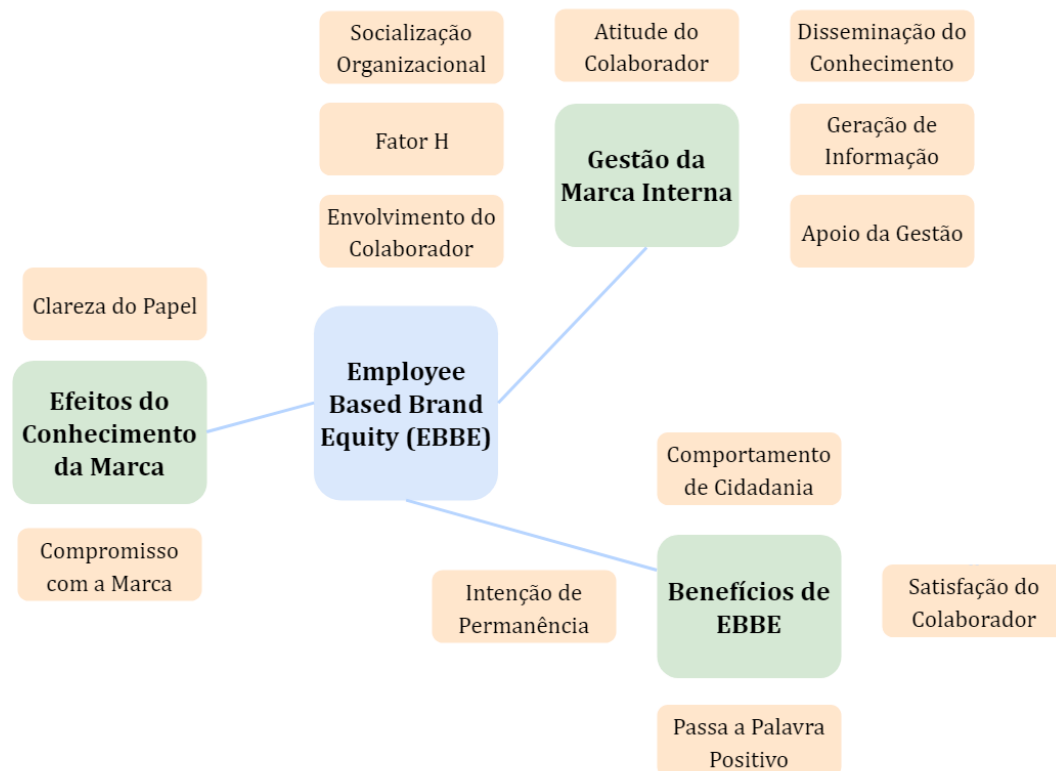 Socialização
Organizacional
Atitude do
Colaborador
Disseminação do
Conhecimento
Fator H
Gestão da
Marca Interna
Geração de
Informação
Envolvimento do
Colaborador
Apoio da Gestão
Clareza do Papel
Efeitos do
Conhecimento
da Marca
Employee
Based Brand
Equity (EBBE)
Compromisso
com a Marca
Comportamento
de Cidadania
Intenção de
Permanência
Benefícios de
EBBE
Satisfação do
Colaborador
Passa a Palavra
Positivo